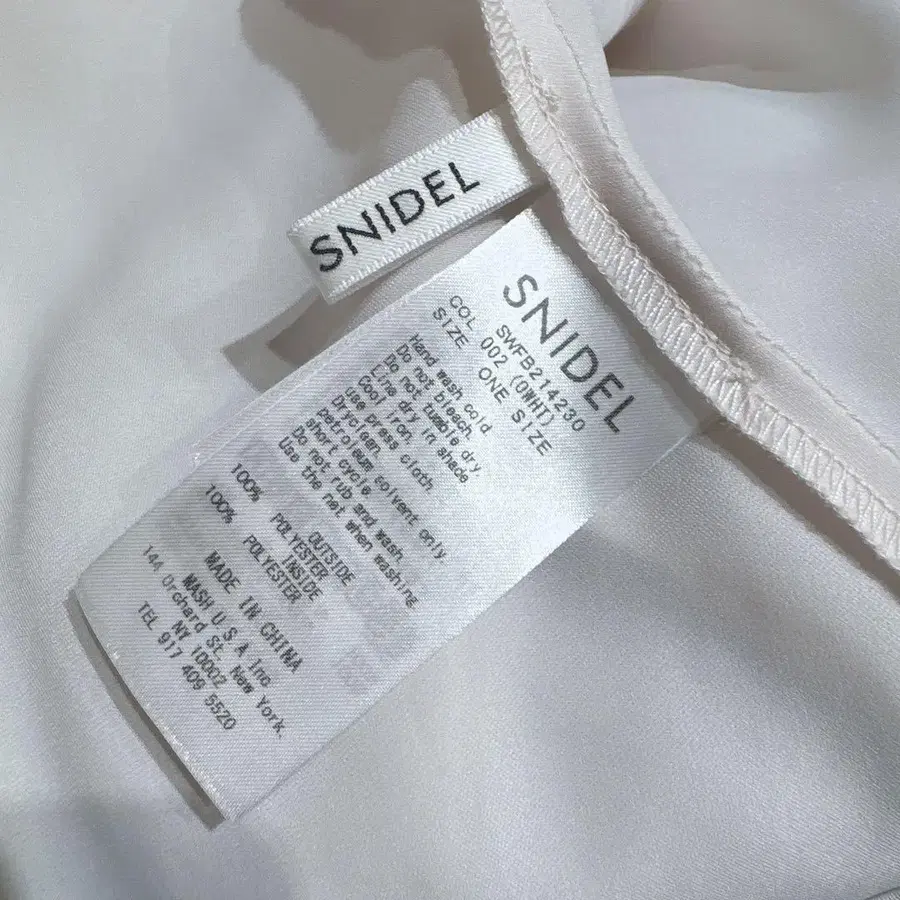 SNIDEL
SNIDEL
SWFB214230
COL 002 (OWHT)
SIZE ONE SIZE
Hand wash cold
Do not bleach.
Do not tumble dry.
Line dry in shade
Cool iron.
use press cloth
Dryclean.
petroleum solvent only.
short cycle
Do not rub and wash.
Use the net when washing
OUTSIDE
100% POLYESTER
INSIDE
100% POLYESTER
MADE IN CHINA
MASH U S A Inc
144 Orchard St. New York.
NY 10002
TEL 917 409 5520